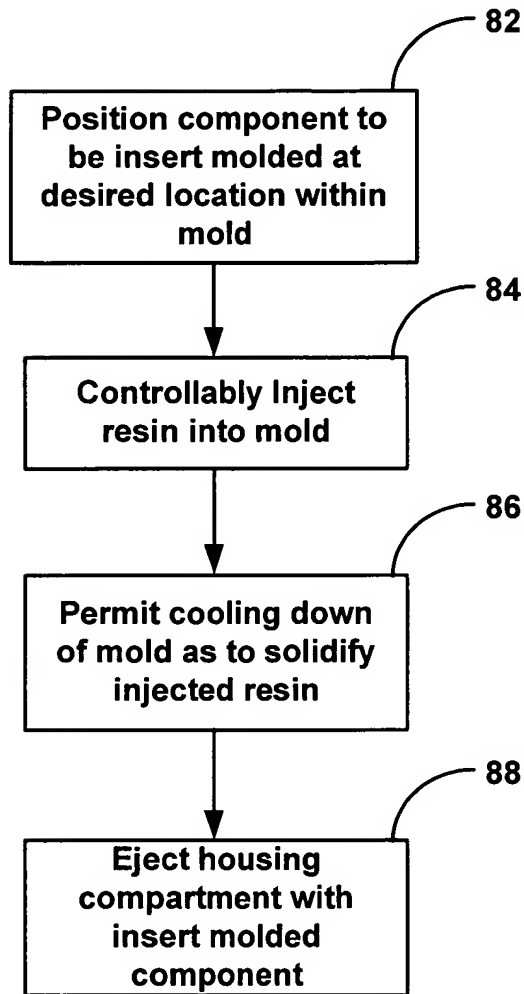 82
Position component to
be insert molded at
desired location within
mold
84
Controllably Inject
resin into mold
86
Permit cooling down
of mold as to solidify
injected resin
88
Eject housing
compartment with
insert molded
component